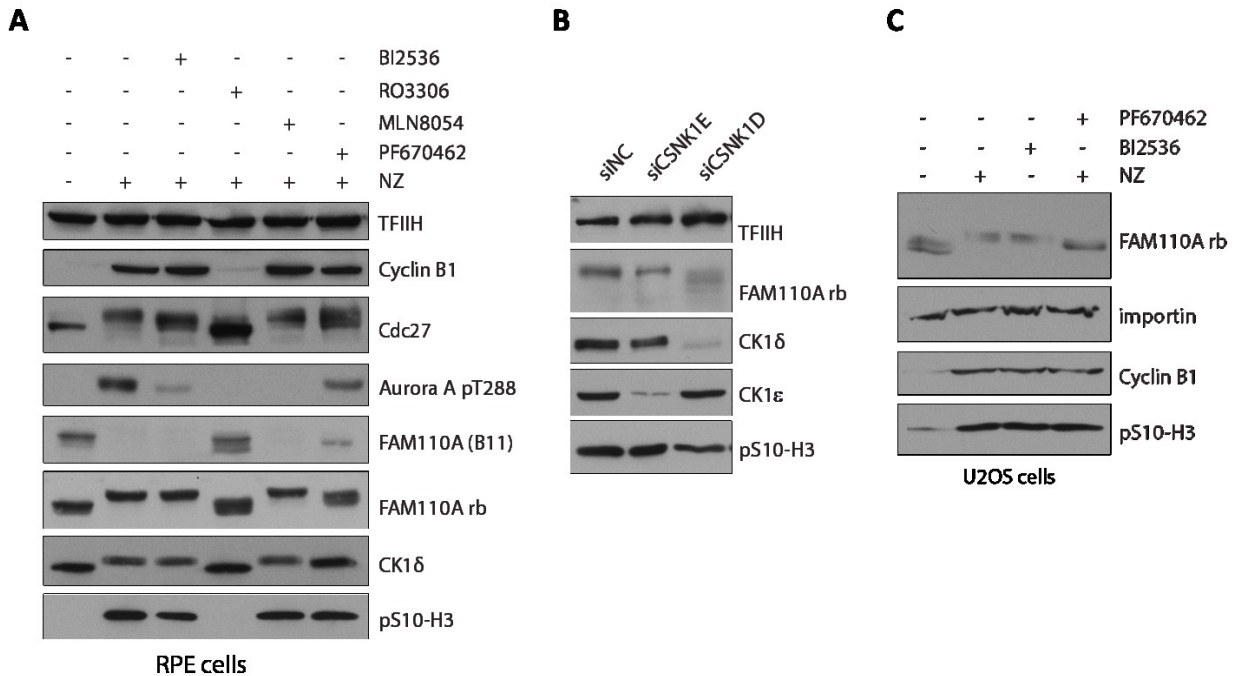 A
- - + - - - BI2536
- - - + - - RO3306
- - - - + - MLN8054
- - - - - + PF670462
- + + + + + NZ
TFIIH
Cyclin B1
Cdc27
Aurora A pT288
FAM110A (B11)
FAM110A rb
CK1δ
pS10-H3
RPE cells
B
siNC siCSNK1E siCSNK1D
TFIIH
FAM110A rb
CK1δ
CK1ε
pS10-H3
C
- - - + PF670462
- - + - BI2536
- + - + NZ
FAM110A rb
importin
Cyclin B1
pS10-H3
U2OS cells